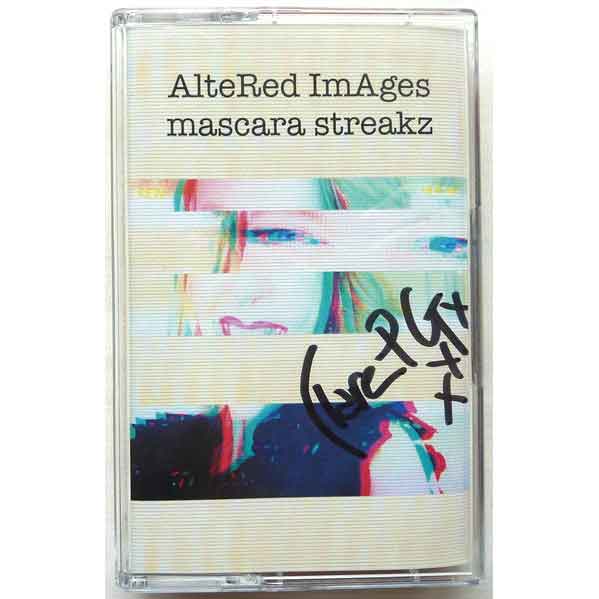 AlteRed ImAges
mascara streakz